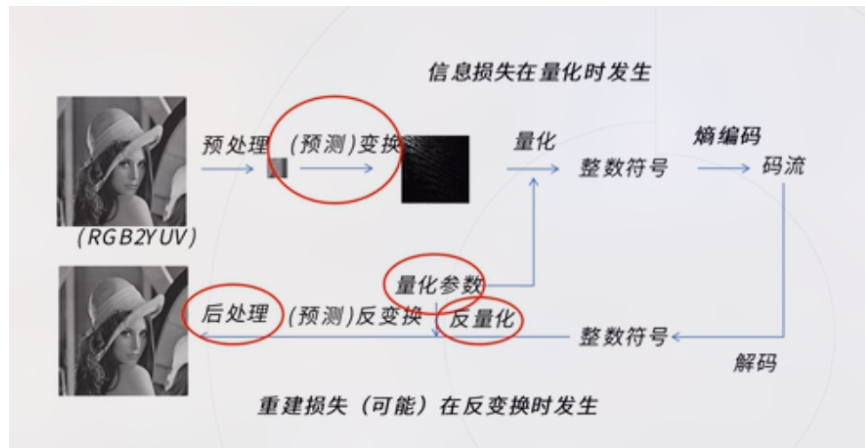 信息损失在量化时发生
预处理
(预测)变换
量化
整数符号
熵编码
码流
(RGB2YUV)
量化参数
后处理
(预测)反变换
反量化
整数符号
解码
重建损失（可能）在反变换时发生